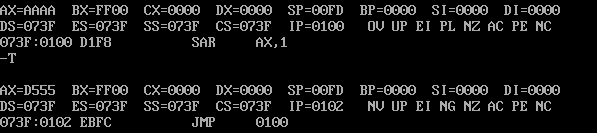 AX=AAAA  BX=FF00  CX=0000  DX=0000  SP=00FD  BP=0000  SI=0000  DI=0000
DS=073F  ES=073F  SS=073F  CS=073F  IP=0100   OV UP EI PL NZ AC PE NC
073F:0100 D1F8          SAR     AX,1
-T
AX=D555  BX=FF00  CX=0000  DX=0000  SP=00FD  BP=0000  SI=0000  DI=0000
DS=073F  ES=073F  SS=073F  CS=073F  IP=0102   NV UP EI NG NZ AC PE NC
073F:0102 EBFC          JMP     0100